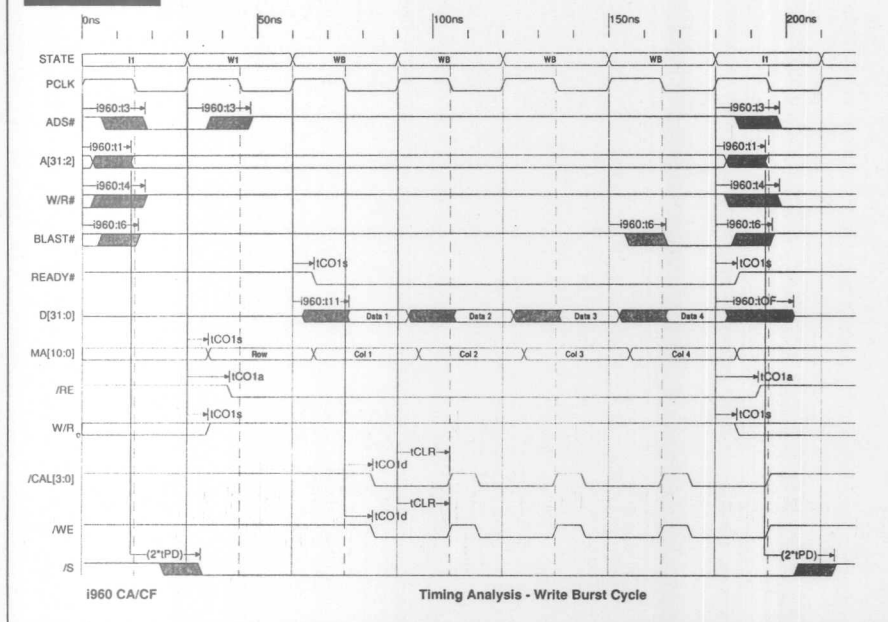 0ns 50ns 100ns 150ns 200ns
STATE I1 W1 WB WB WB WB I1
PCLK
i960:t3 i960:t3 i960:t3
ADS#
i960:t1 i960:t1
A[31:2]
i960:t4 i960:t4
W/R#
i960:t6 i960:t6 i960:t6
BLAST#
tCO1s tCO1s
READY#
i960:t11 i960:tOF
D[31:0] Data 1 Data 2 Data 3 Data 4
tCO1s
MA[10:0] Row Col 1 Col 2 Col 3 Col 4
tCO1a tCO1a
/RE
tCO1s tCO1s
W/R
tCLR
tCO1d
/CAL[3:0]
tCLR
tCO1d
/WE
(2*tPD) (2*tPD)
/S
i960 CA/CF Timing Analysis - Write Burst Cycle